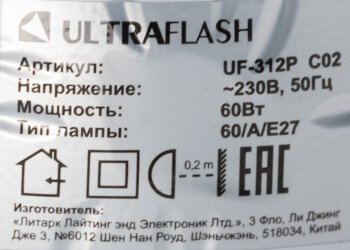 ULTRAFLASH
Артикул: UF-312P C02
Напряжение: ~230В, 50Гц
Мощность: 60Вт
Тип лампы: 60/A/E27
0,2 m EAC
Изготовитель:
«Литарк Лайтинг энд Электроник Лтд.», 3 Фло, Ли Джинг
Дже 3, №6012 Шен Нан Роуд, Шэньчжэнь, 518034, Китай